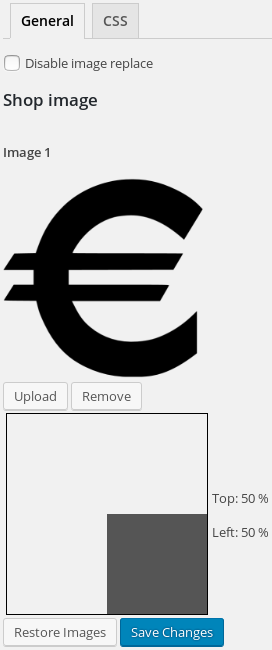 General CSS
Disable image replace
Shop image
Image 1
€
Upload Remove
Top: 50 %
Left: 50 %
Restore Images Save Changes